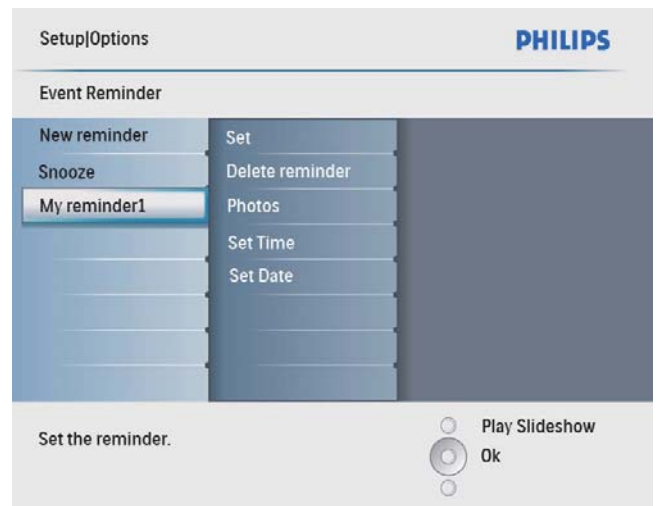 Setup|Options
PHILIPS
Event Reminder
New reminder
Snooze
My reminder1
Set
Delete reminder
Photos
Set Time
Set Date
Set the reminder.
Play Slideshow
Ok